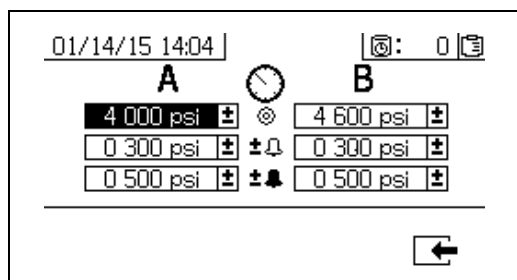 01/14/15 14:04 : 0
A B
4 000 psi ± 4 600 psi ±
0 300 psi ± ± 0 300 psi ±
0 500 psi ± ± 0 500 psi ±